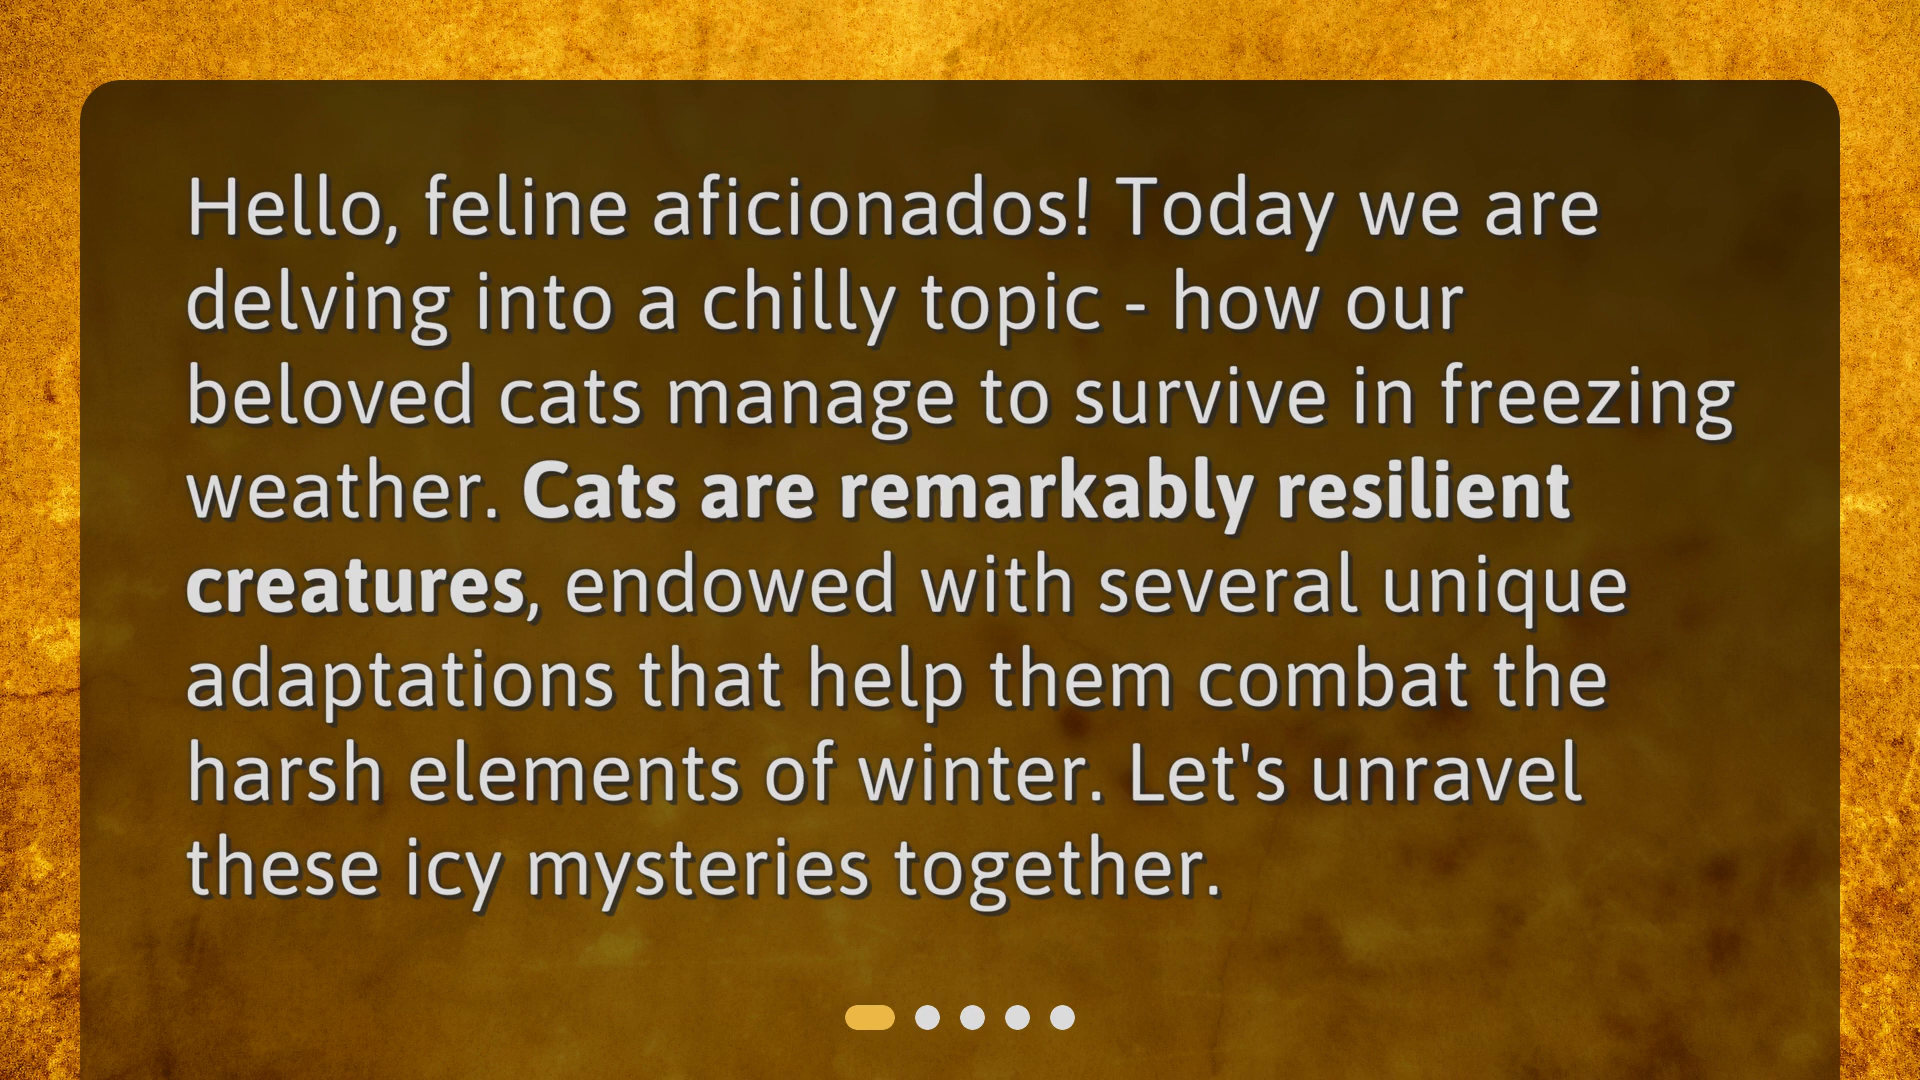 Hello, feline aficionados! Today we are
delving into a chilly topic - how our
beloved cats manage to survive in freezing
weather. Cats are remarkably resilient
creatures, endowed with several unique
adaptations that help them combat the
harsh elements of winter. Let's unravel
these icy mysteries together.